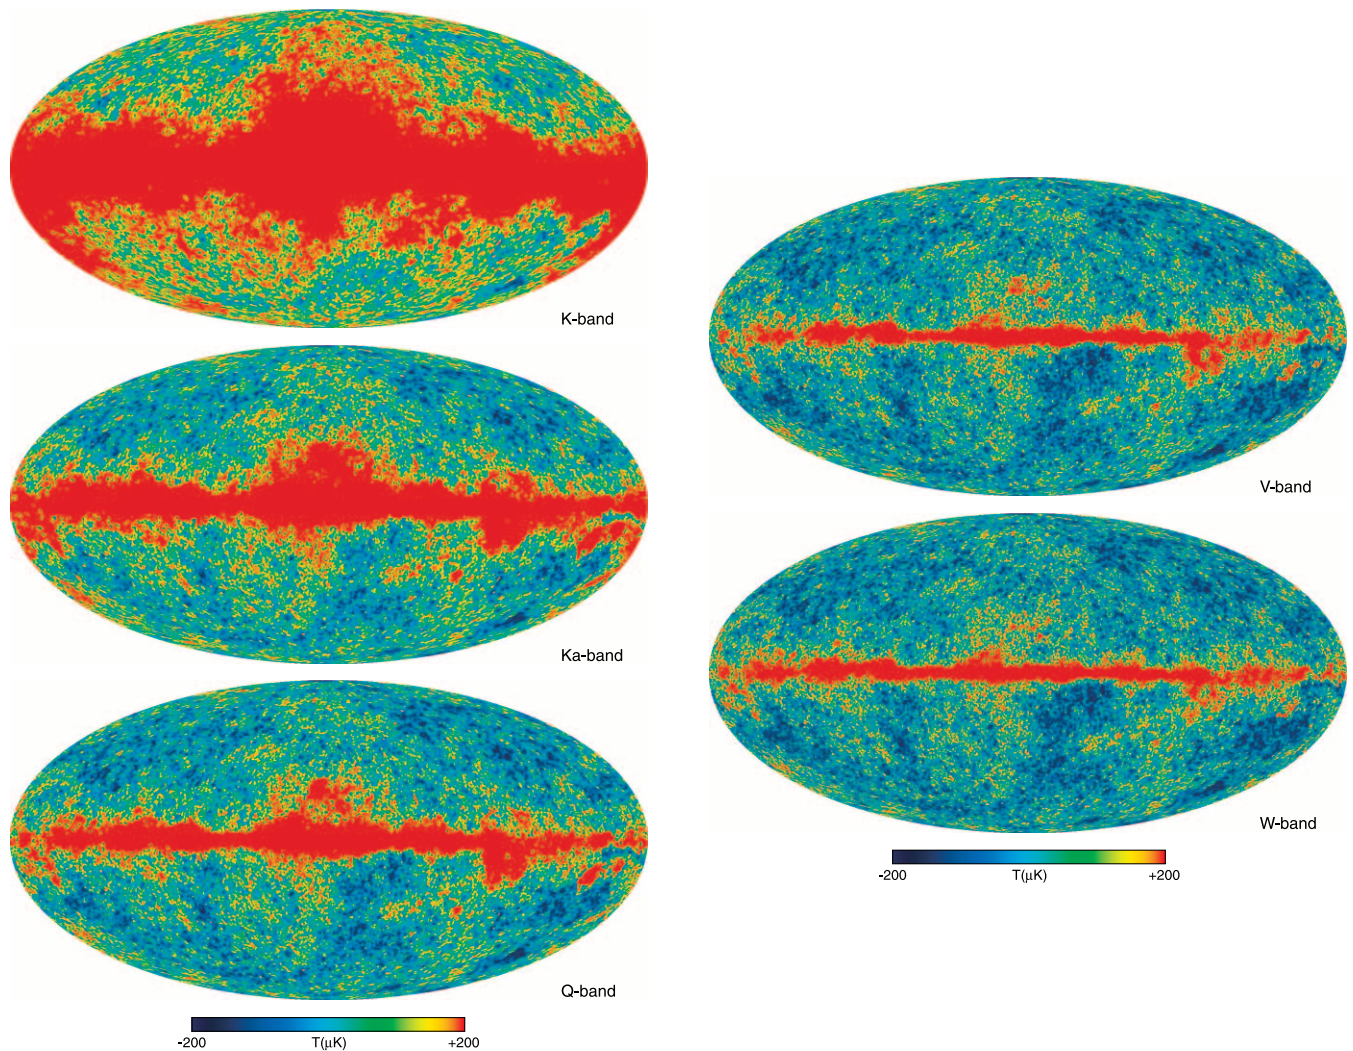 K-band
Ka-band
Q-band
-200 T(μK) +200
V-band
W-band
-200 T(μK) +200